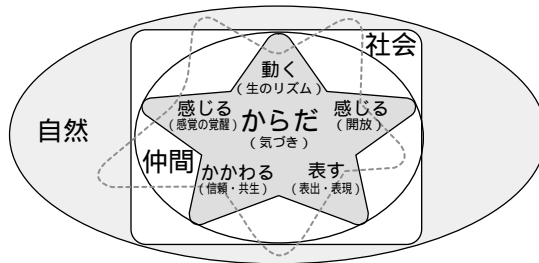 社会
動く
（生のリズム）
感じる
（感覚の覚醒）
からだ
（気づき）
感じる
（開放）
自然
仲間
かかわる
（信頼・共生）
表す
（表出・表現）